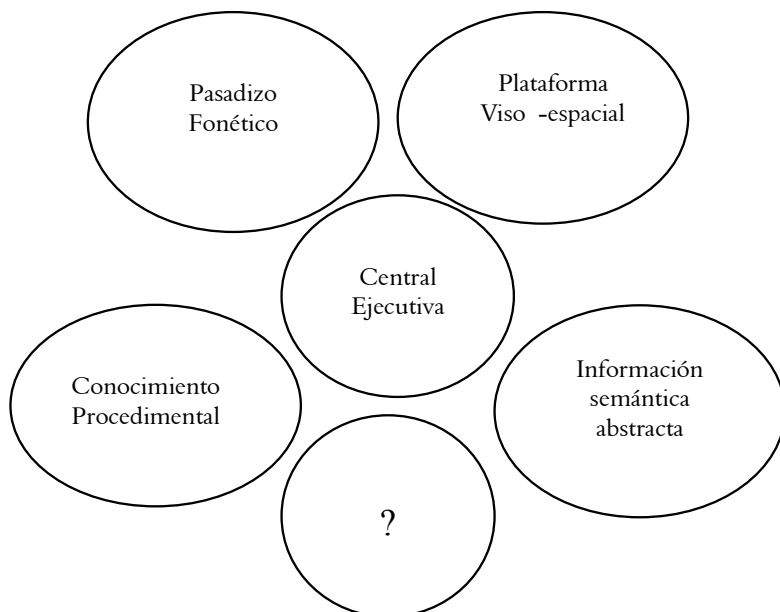 Pasadizo
Fonético
Plataforma
Viso -espacial
Central
Ejecutiva
Conocimiento
Procedimental
Información
semántica
abstracta
?